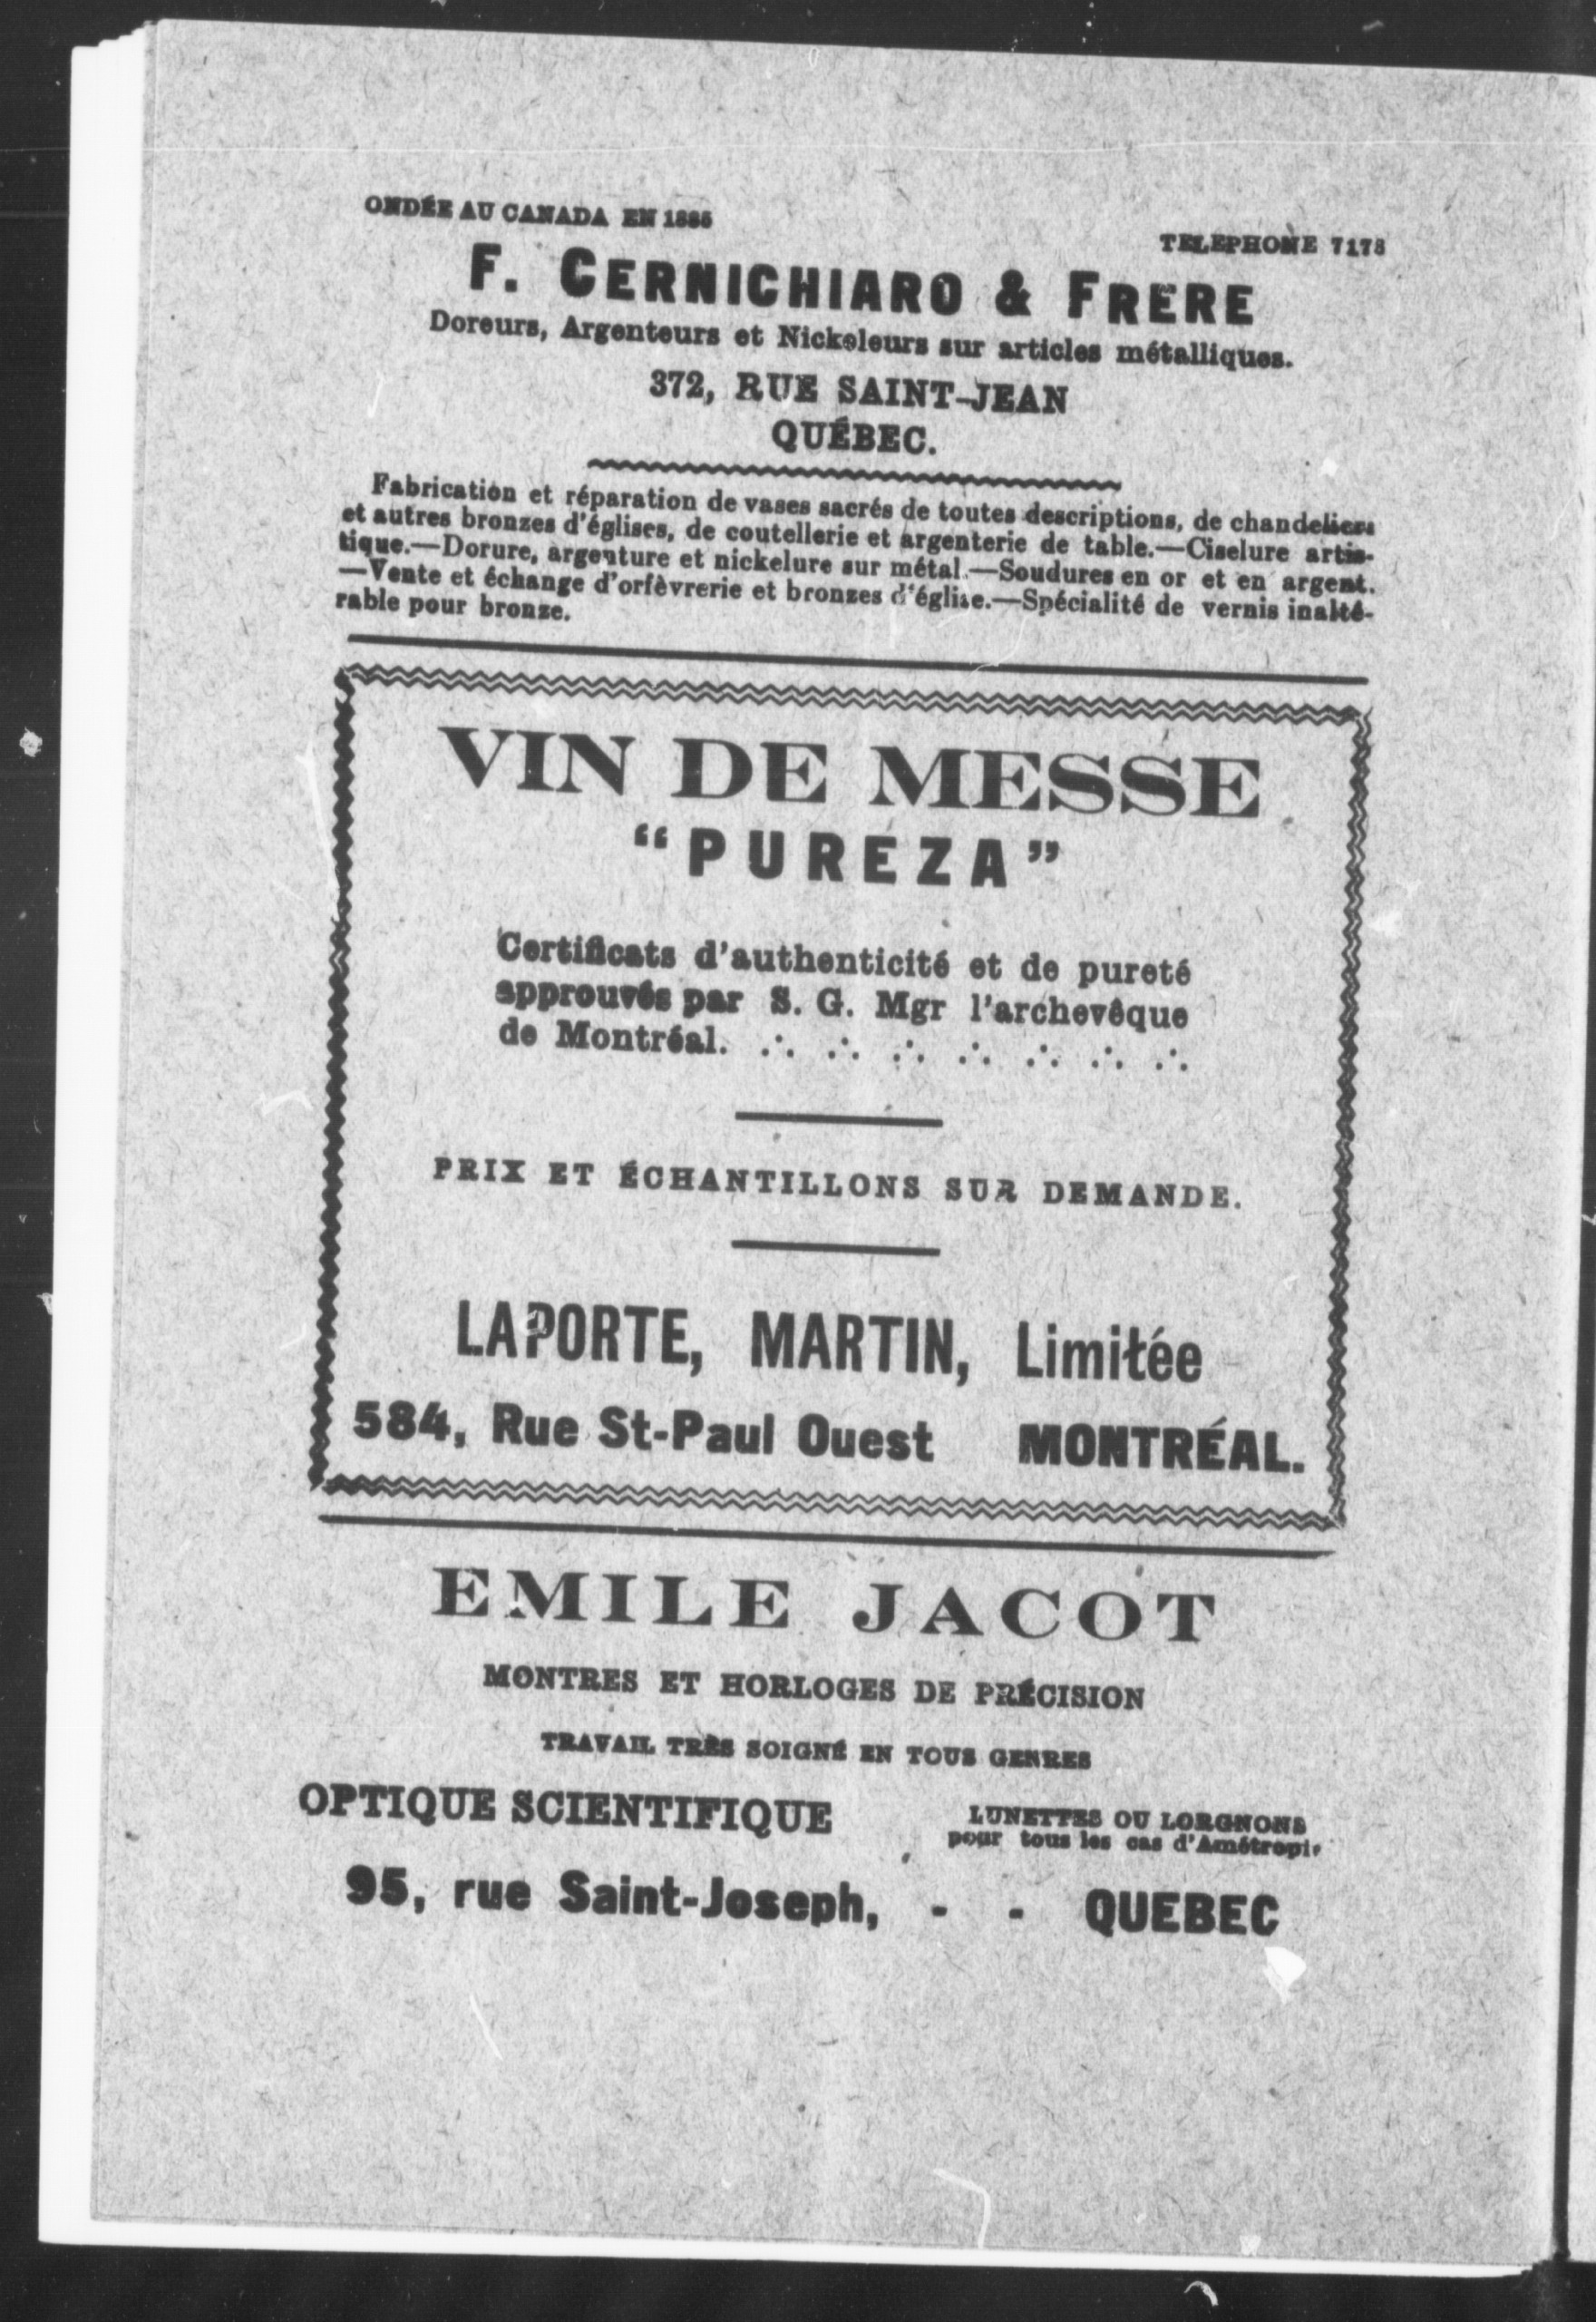 ONDÉE AU CANADA EN 1885
TELEPHONE 7178
F. CERNICHIARO & FRERE
Doreurs, Argenteurs et Nickeleurs sur articles métalliques.
372, RUE SAINT-JEAN
QUÉBEC.
Fabrication et réparation de vases sacrés de toutes descriptions, de chandeliers
et autres bronzes d'églises, de coutellerie et argenterie de table.—Ciselure artis-
tique.—Dorure, argenture et nickelure sur métal.—Soudures en or et en argent.
—Vente et échange d'orfèvrerie et bronzes d'église.—Spécialité de vernis inalté-
rable pour bronze.
VIN DE MESSE
“PUREZA”
Certificats d'authenticité et de pureté
approuvés par S. G. Mgr l'archevêque
de Montréal. ∴ ∴ ∴ ∴ ∴ ∴ ∴
PRIX ET ÉCHANTILLONS SUR DEMANDE.
LAPORTE, MARTIN, Limitée
584, Rue St-Paul Ouest MONTRÉAL.
EMILE JACOT
MONTRES ET HORLOGES DE PRÉCISION
TRAVAIL TRÈS SOIGNÉ EN TOUS GENRES
OPTIQUE SCIENTIFIQUE
LUNETTES OU LORGNONS
pour tous les cas d'Amétropie
95, rue Saint-Joseph, - - QUEBEC